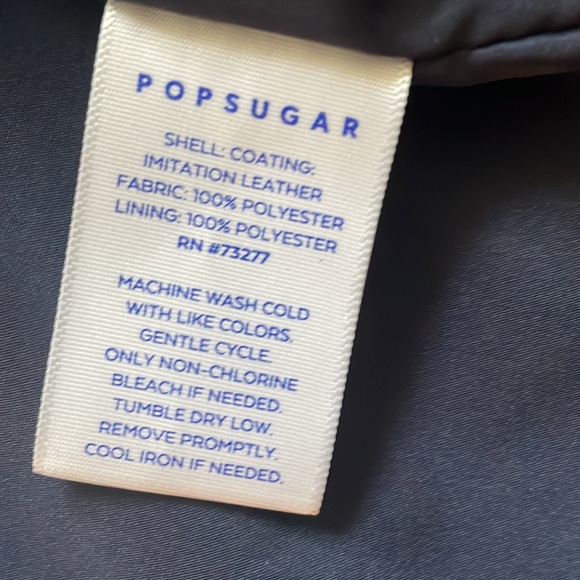 POPSUGAR
SHELL: COATING:
IMITATION LEATHER
FABRIC: 100% POLYESTER
LINING: 100% POLYESTER
RN #73277
MACHINE WASH COLD
WITH LIKE COLORS.
GENTLE CYCLE.
ONLY NON-CHLORINE
BLEACH IF NEEDED.
TUMBLE DRY LOW.
REMOVE PROMPTLY.
COOL IRON IF NEEDED.